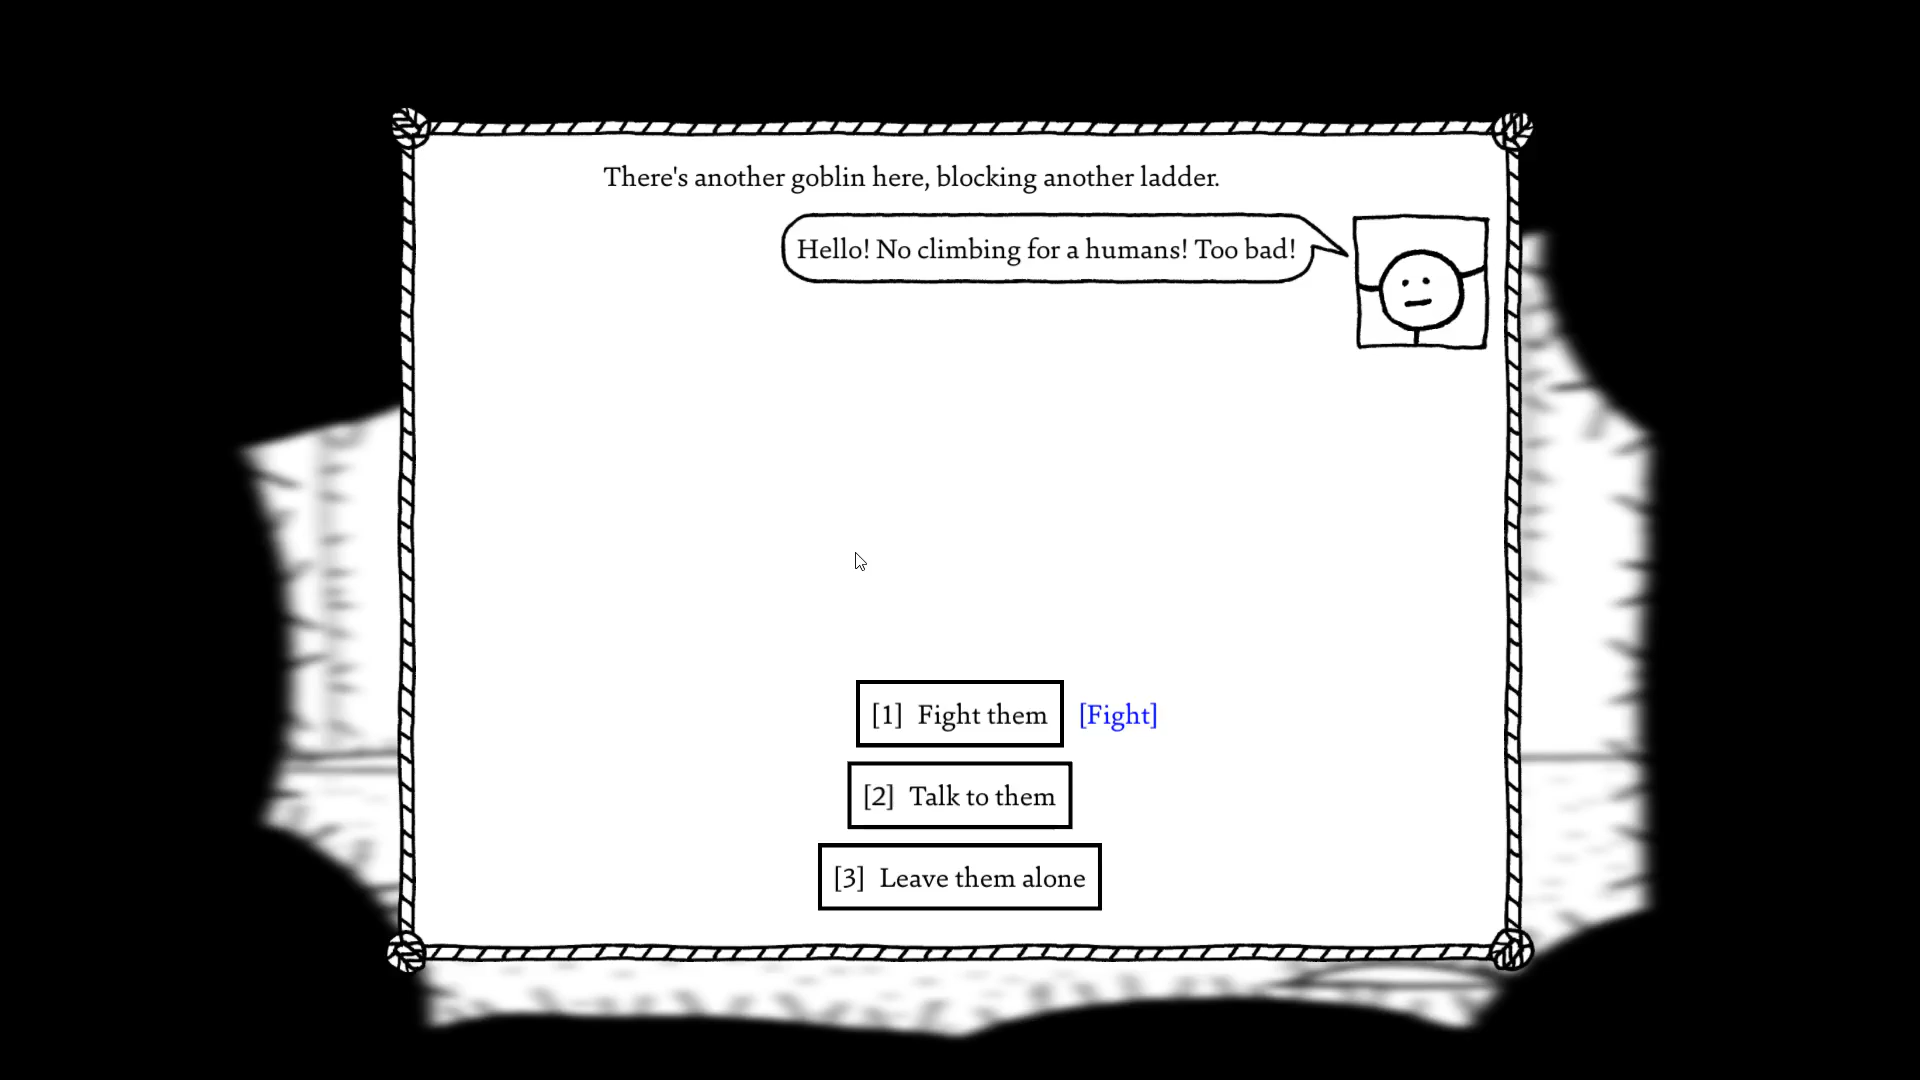 There's another goblin here, blocking another ladder.
Hello! No climbing for a humans! Too bad!
[1] Fight them [Fight]
[2] Talk to them
[3] Leave them alone